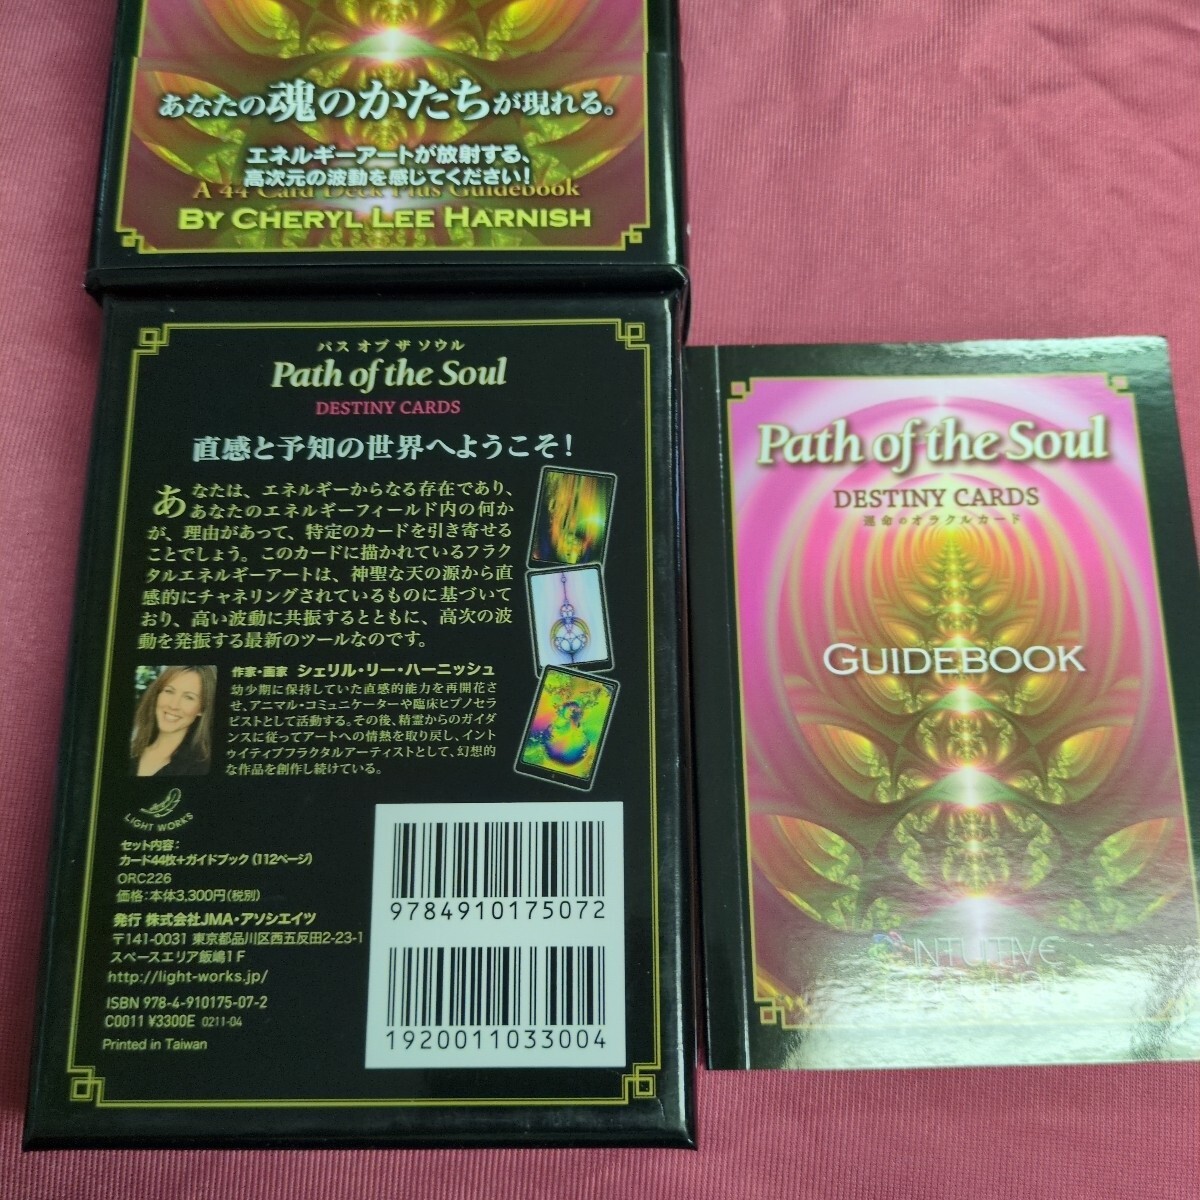 あなたの魂のかたちが現れる。
エネルギーアートが放射する、
高次元の波動を感じてください!
A 44 Card Deck Plus Guidebook
BY CHERYL LEE HARNISH
パス オブ ザ ソウル
Path of the Soul
DESTINY CARDS
直感と予知の世界へようこそ!
あなたは、エネルギーからなる存在であり、
あなたのエネルギーフィールド内の何か
が、理由があって、特定のカードを引き寄せる
ことでしょう。このカードに描かれているフラク
タルエネルギーアートは、神聖な天の源から直
感的にチャネリングされているものに基づいて
おり、高い波動に共振するとともに、高次の波
動を発振する最新のツールなのです。
作家・画家 シェリル・リー・ハーニッシュ
幼少期に保持していた直感的能力を再開花さ
せ、アニマル・コミュニケーターや臨床ヒプノセラ
ピストとして活動する。その後、精霊からのガイダ
ンスに従ってアートへの情熱を取り戻し、イント
ゥイティブフラクタルアーティストとして、幻想的
な作品を創作し続けている。
LIGHT WORKS
セット内容:
カード44枚+ガイドブック(112ページ)
ORC226
価格:本体3,300円(税別)
発行 株式会社JMA・アソシエイツ
〒141-0031 東京都品川区西五反田2-23-1
スペースエリア飯嶋1F
http://light-works.jp/
ISBN 978-4-910175-07-2
C0011 ¥3300E 0211-04
Printed in Taiwan
9784910175072
1920011033004
Path of the Soul
DESTINY CARDS
運命のオラクルカード
GUIDEBOOK
INTUITIVE